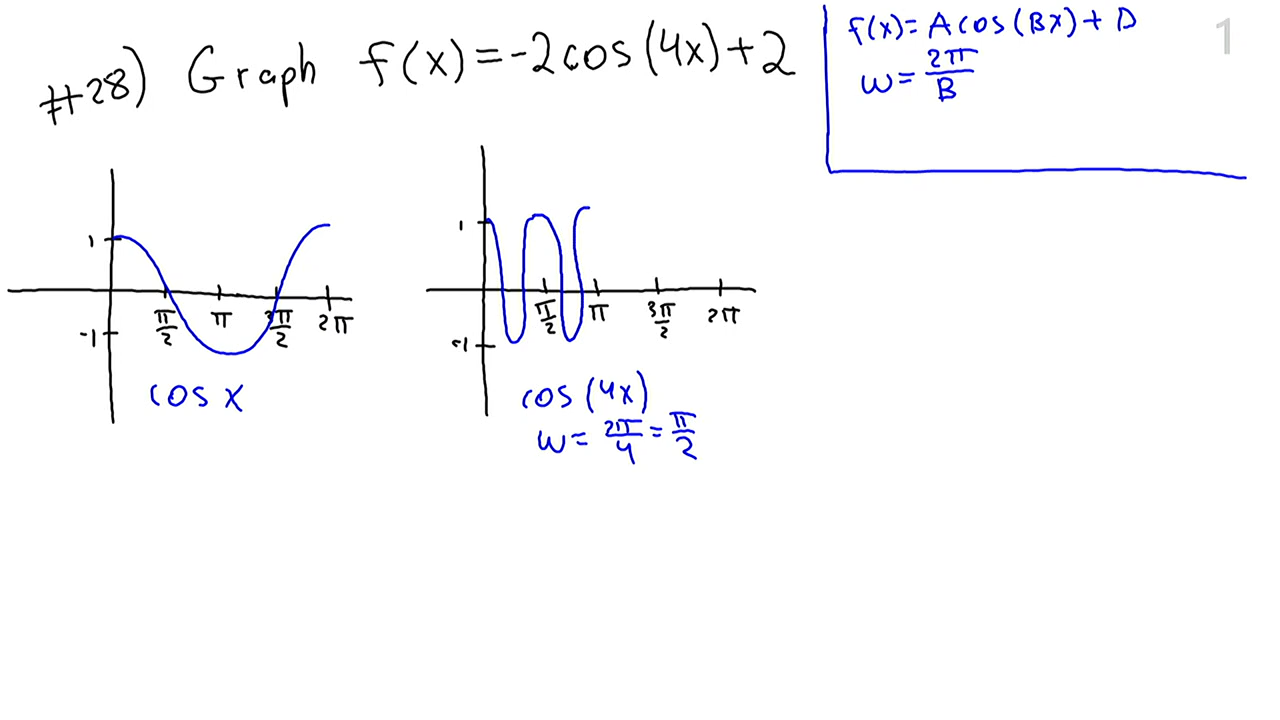 #28) Graph f(x)=-2cos(4x)+2
f(x)= A cos(Bx)+ D
w= 2π/B
1
1
-1
π/2 π 3π/2 2π
cos x
1
-1
π/2 π 3π/2 2π
cos (4x)
w= 2π/4 = π/2